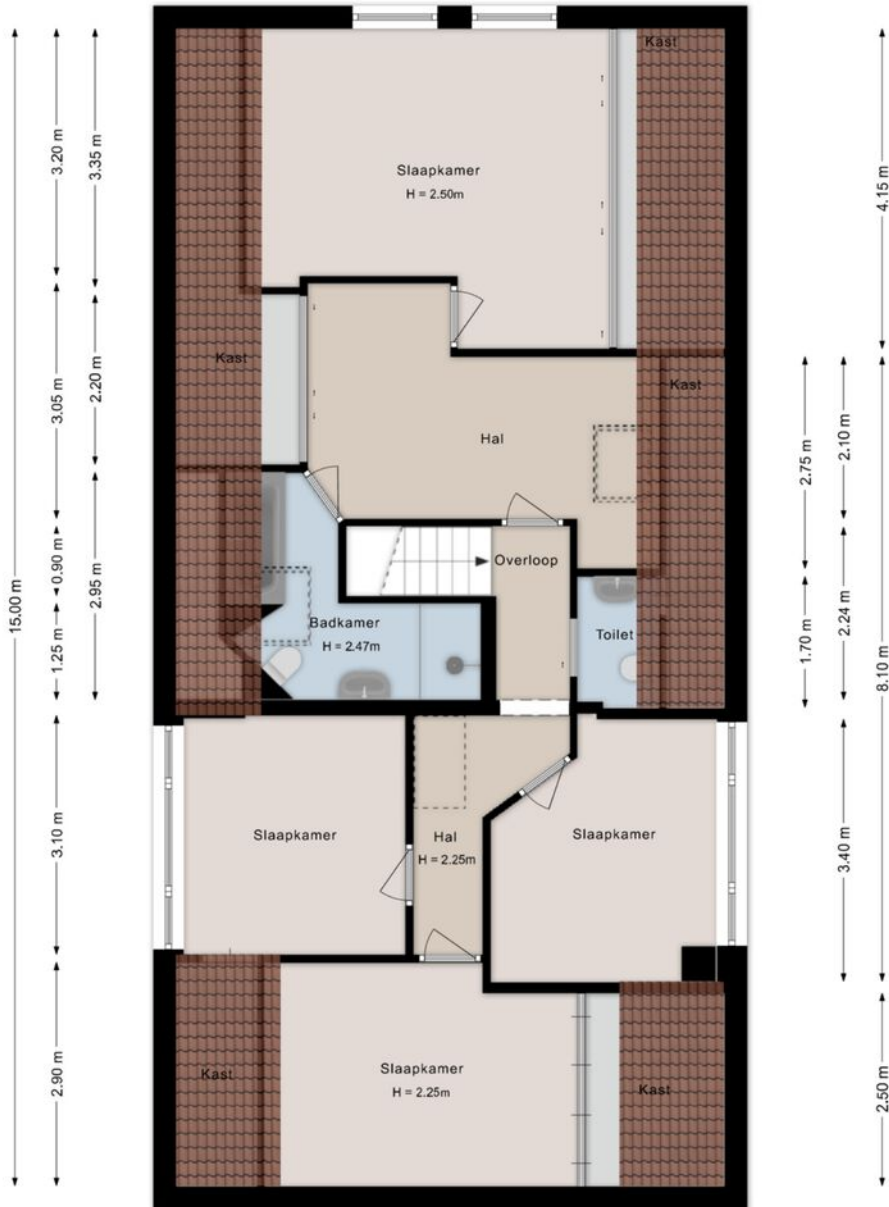 Kast
Slaapkamer
H = 2.50m
Kast
Kast
Hal
Overloop
Badkamer
H = 2.47m
Toilet
Slaapkamer
Hal
H = 2.25m
Slaapkamer
Kast
Slaapkamer
H = 2.25m
Kast
15.00 m
3.20 m
3.05 m
0.90 m
1.25 m
3.10 m
2.90 m
3.35 m
2.20 m
2.95 m
2.75 m
1.70 m
2.10 m
2.24 m
3.40 m
4.15 m
8.10 m
2.50 m